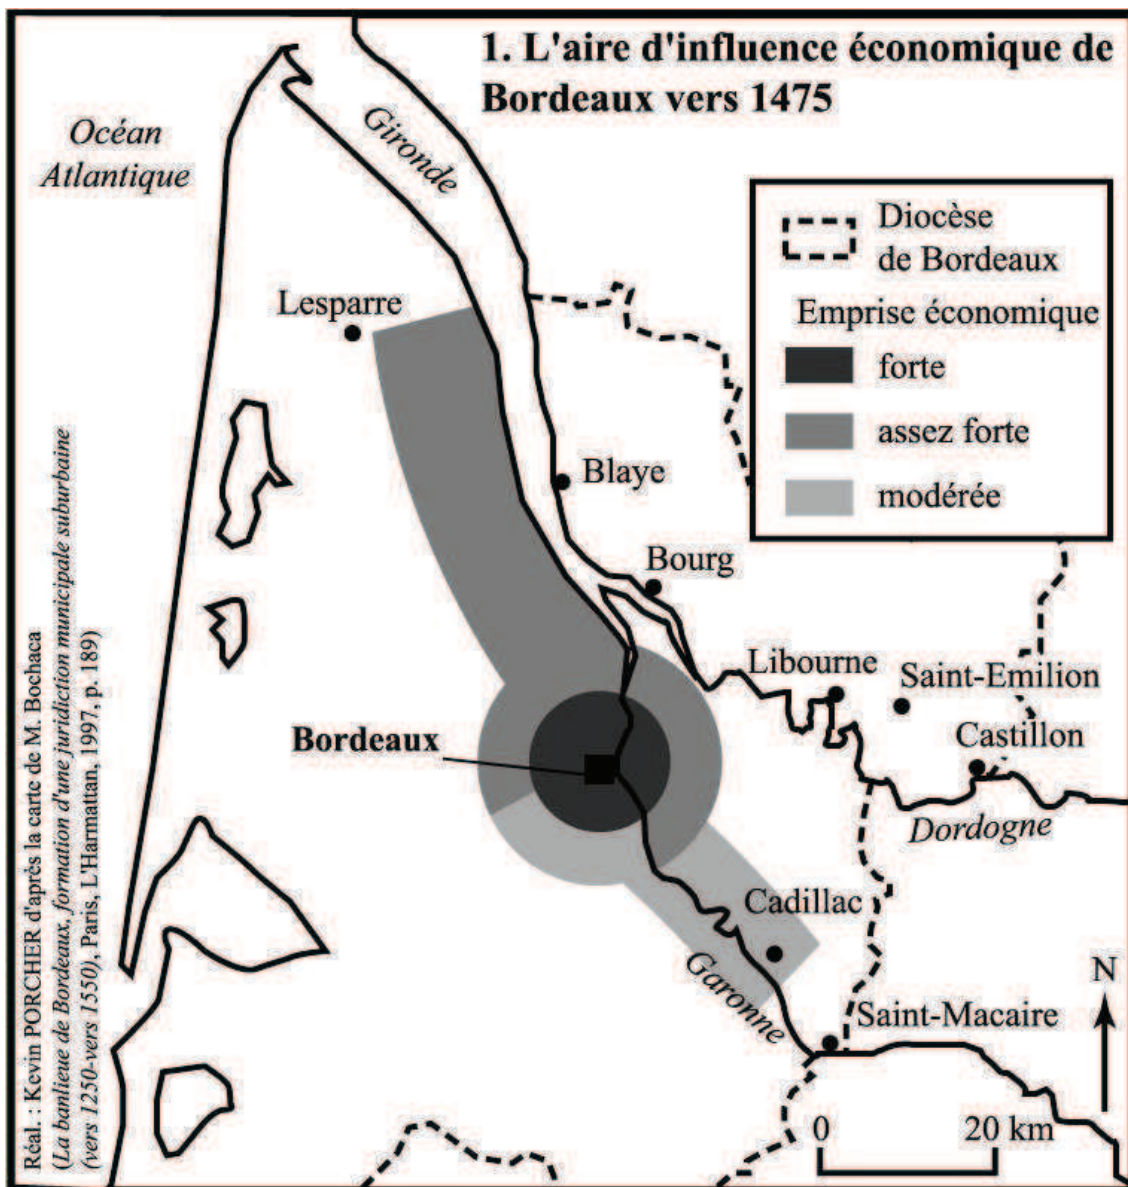 1. L'aire d'influence économique de
Bordeaux vers 1475
Océan
Atlantique
Gironde
Diocèse
de Bordeaux
Emprise économique
forte
assez forte
modérée
Lesparre
Blaye
Bourg
Libourne
Saint-Emilion
Castillon
Bordeaux
Dordogne
Cadillac
Garonne
Saint-Macaire
N
0 20 km
Réal. : Kevin PORCHER d'après la carte de M. Bochaca
(La banlieue de Bordeaux, formation d'une juridiction municipale suburbaine
(vers 1250-vers 1550), Paris, L'Harmattan, 1997, p. 189)